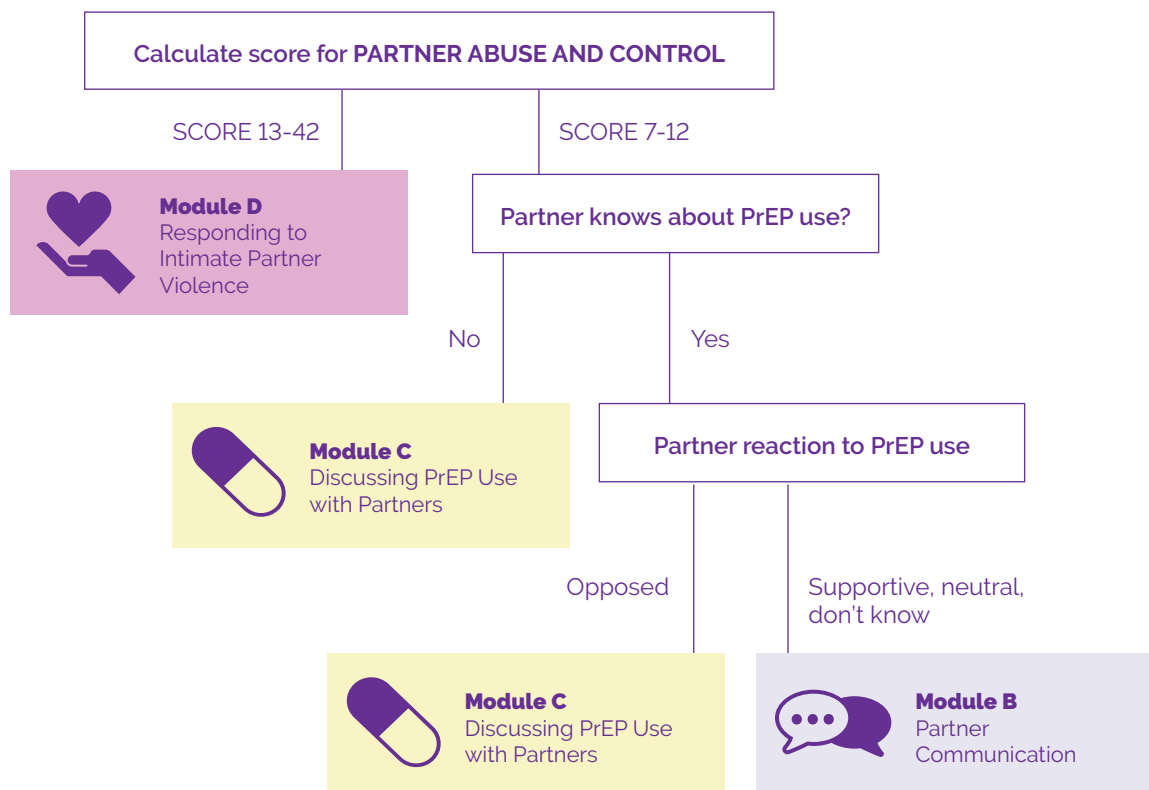 Calculate score for PARTNER ABUSE AND CONTROL
SCORE 13-42
SCORE 7-12
Module D
Responding to
Intimate Partner
Violence
Partner knows about PrEP use?
No
Yes
Module C
Discussing PrEP Use
with Partners
Partner reaction to PrEP use
Opposed
Supportive, neutral,
don’t know
Module C
Discussing PrEP Use
with Partners
Module B
Partner
Communication